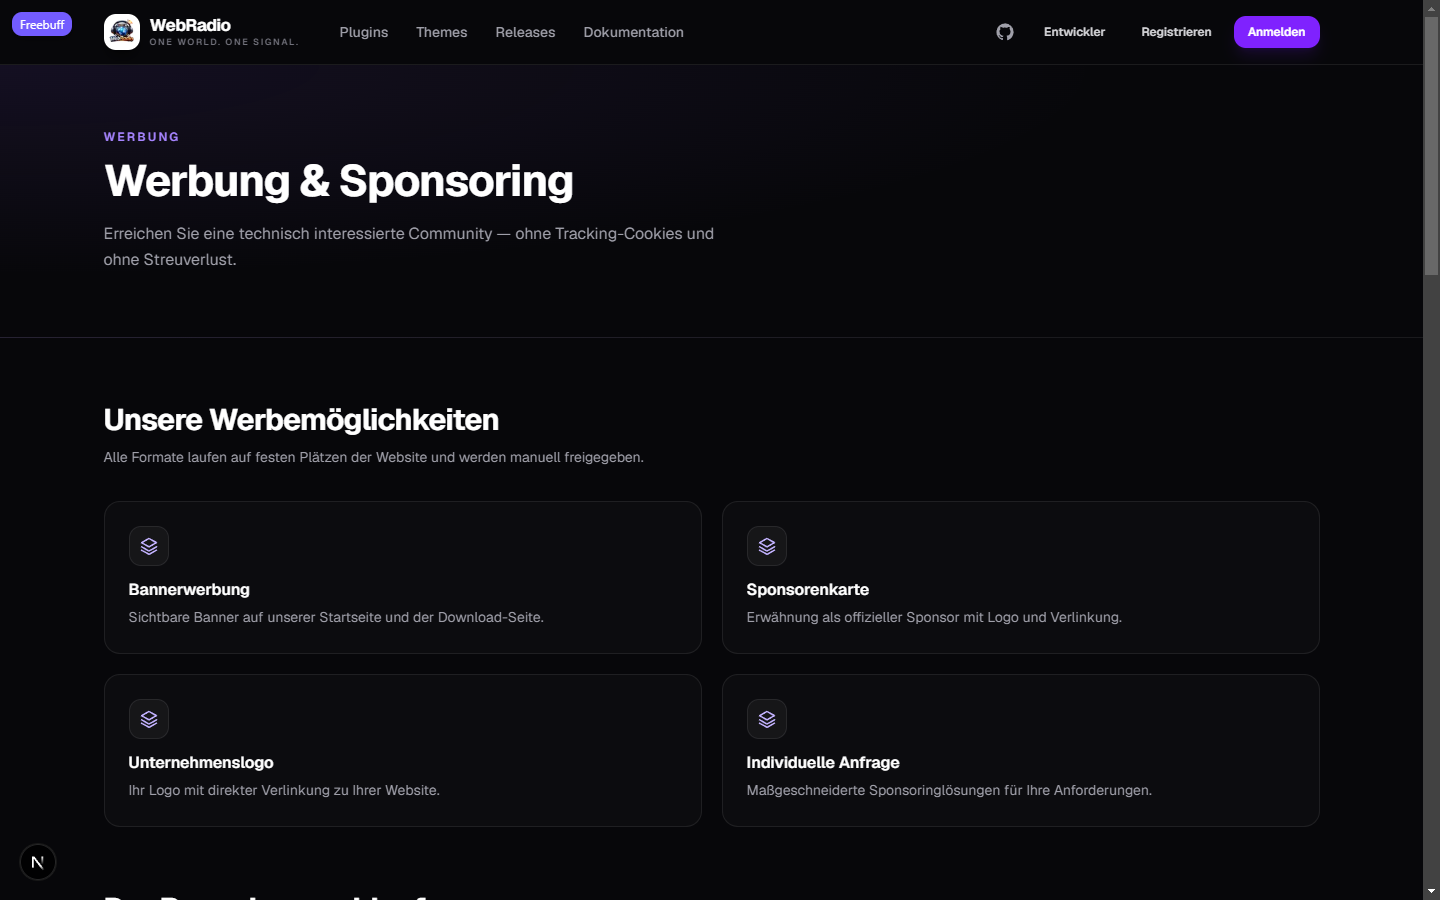 Freebuff
WebRadio
ONE WORLD. ONE SIGNAL.
Plugins
Themes
Releases
Dokumentation
Entwickler
Registrieren
Anmelden
WERBUNG
Werbung & Sponsoring
Erreichen Sie eine technisch interessierte Community — ohne Tracking-Cookies und
ohne Streuverlust.
Unsere Werbemöglichkeiten
Alle Formate laufen auf festen Plätzen der Website und werden manuell freigegeben.
Bannerwerbung
Sichtbare Banner auf unserer Startseite und der Download-Seite.
Sponsorenkarte
Erwähnung als offizieller Sponsor mit Logo und Verlinkung.
Unternehmenslogo
Ihr Logo mit direkter Verlinkung zu Ihrer Website.
Individuelle Anfrage
Maßgeschneiderte Sponsoringlösungen für Ihre Anforderungen.
N